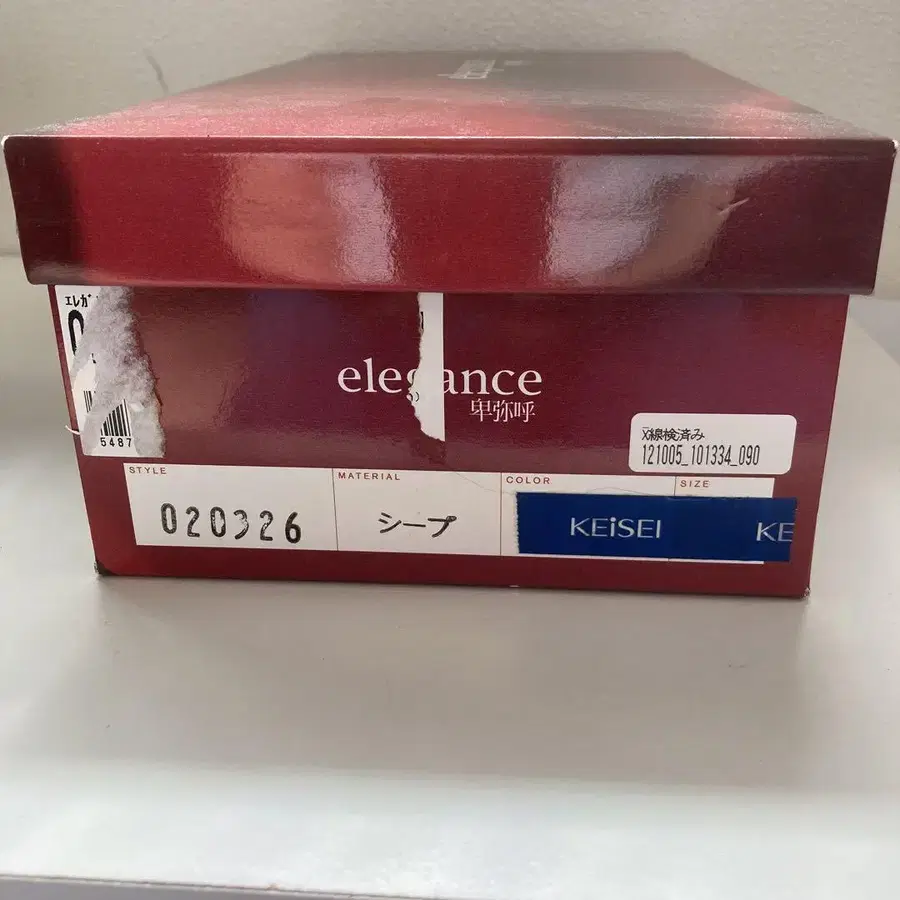 elegance
卑弥呼
エレガ
5487
X線検済み
121005_101334_090
STYLE
MATERIAL
COLOR
SIZE
020326
シープ
KEiSEI
KE